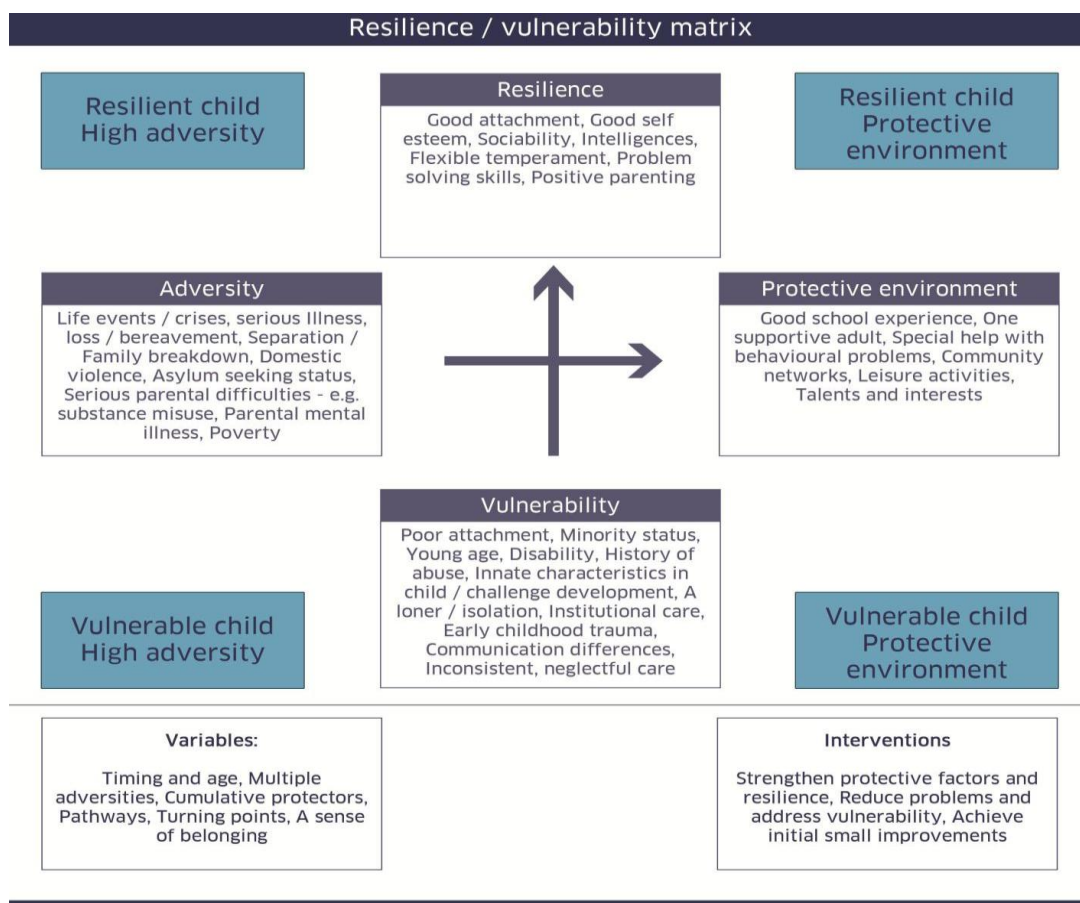 Resilience / vulnerability matrix
Resilient child
High adversity
Resilience
Good attachment, Good self
esteem, Sociability, Intelligences,
Flexible temperament, Problem
solving skills, Positive parenting
Resilient child
Protective
environment
Adversity
Life events / crises, serious Illness,
loss / bereavement, Separation /
Family breakdown, Domestic
violence, Asylum seeking status,
Serious parental difficulties - e.g.
substance misuse, Parental mental
illness, Poverty
Protective environment
Good school experience, One
supportive adult, Special help with
behavioural problems, Community
networks, Leisure activities,
Talents and interests
Vulnerability
Poor attachment, Minority status,
Young age, Disability, History of
abuse, Innate characteristics in
child / challenge development, A
loner / isolation, Institutional care,
Early childhood trauma,
Communication differences,
Inconsistent, neglectful care
Vulnerable child
High adversity
Vulnerable child
Protective
environment
Variables:
Timing and age, Multiple
adversities, Cumulative protectors,
Pathways, Turning points, A sense
of belonging
Interventions
Strengthen protective factors and
resilience, Reduce problems and
address vulnerability, Achieve
initial small improvements